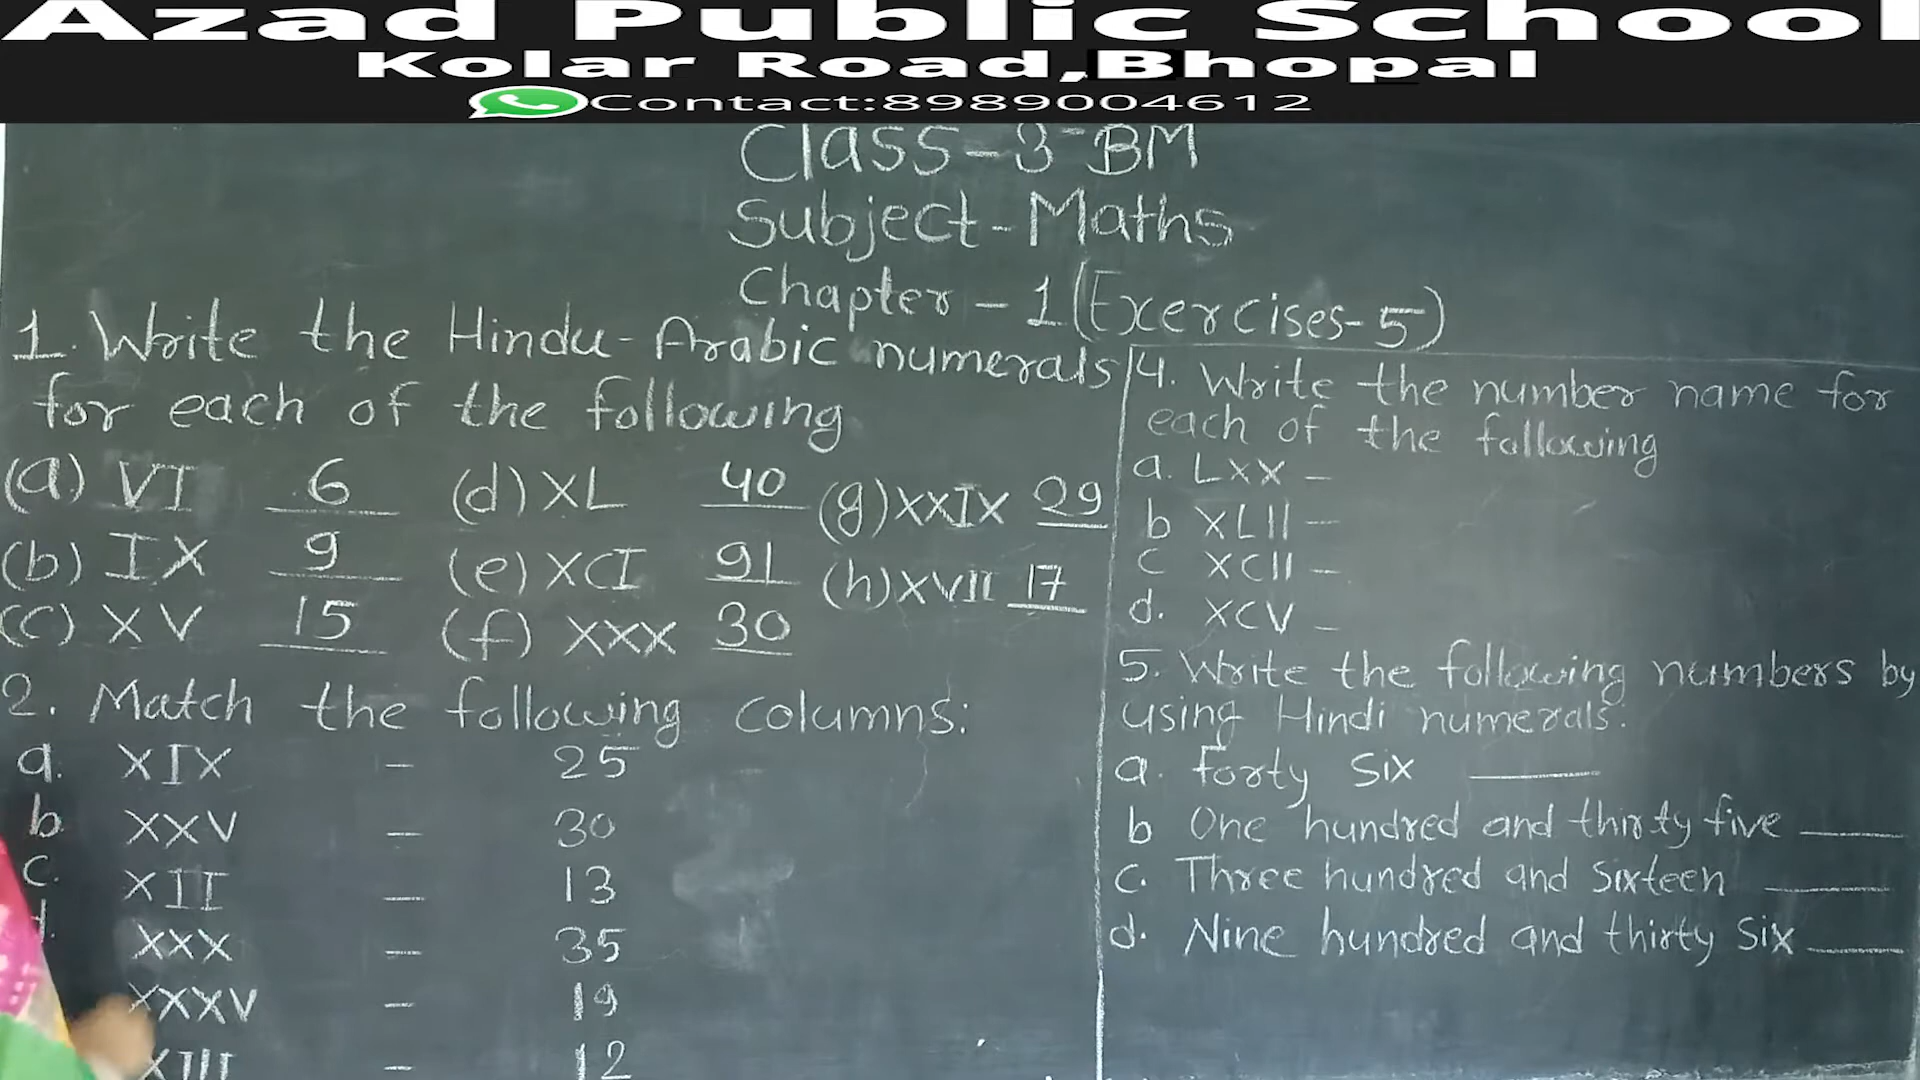 Azad Public School
Kolar Road,Bhopal
Contact:8989004612
Class-3 BM
Subject-Maths
Chapter - 1 (Exercises-5)
1. Write the Hindu-Arabic numerals
for each of the following
(a) VI 6 (d) XL 40 (g) XXIX 29
(b) IX 9 (e) XCI 91 (h) XVII 17
(c) XV 15 (f) XXX 30
2. Match the following columns:
a. XIX - 25
b XXV - 30
c. XII - 13
XXX - 35
XXXV - 19
XIII - 12
4. Write the number name for
each of the following
a. LXX -
b XLII -
c XCII -
d. XCV -
5. Write the following numbers by
using Hindi numerals:
a. forty six
b One hundred and thirty five
c. Three hundred and sixteen
d. Nine hundred and thirty six